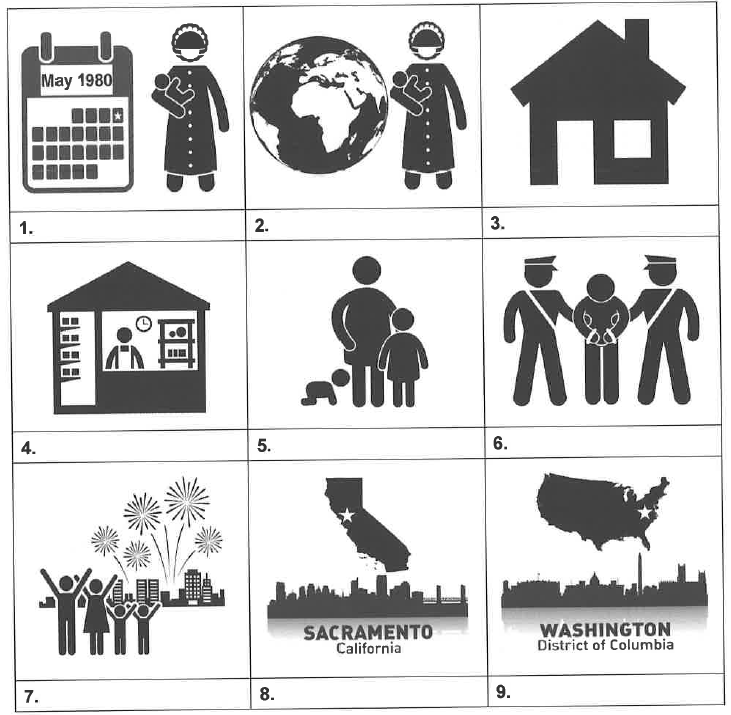 May 1980
1.
2.
3.
4.
5.
6.
7.
SACRAMENTO
California
8.
WASHINGTON
District of Columbia
9.